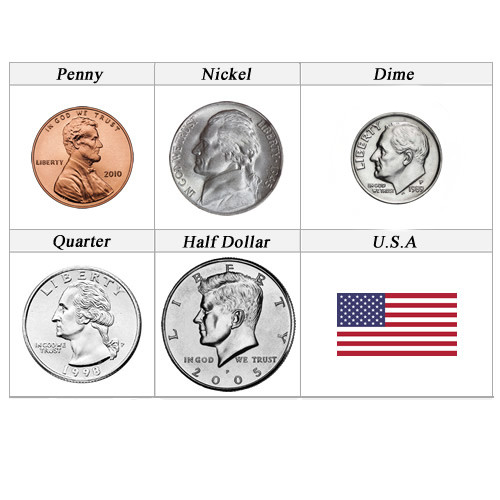 Penny Nickel Dime
IN GOD WE TRUST
LIBERTY
2010
IN GOD WE TRUST
LIBERTY
LIBERTY
IN GOD
WE TRUST
P
Quarter Half Dollar U.S.A
LIBERTY
IN GOD WE
TRUST
P
1998
LIBERTY
IN GOD WE TRUST
P
2005